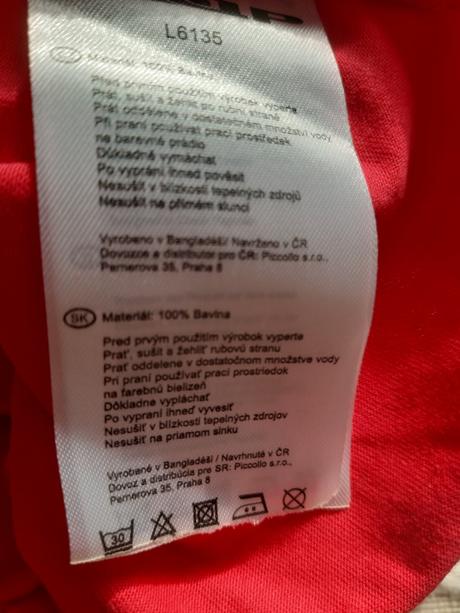 L6135
Materiál: 100% Bavlna
Před prvním použitím výrobek vyperte
Prát, sušit a žehlit po rubní straně
Prát odděleně v dostatečném množství vody
Při praní používat prací prostředek
na barevné prádlo
Důkladně vymáchat
Po vyprání ihned pověsit
Nesušit v blízkosti tepelných zdrojů
Nesušit na přímém slunci
Vyrobeno v Bangladéši/ Navrženo v ČR
Dovozce a distributor pro ČR: Piccollo s.r.o.,
Pernerova 35, Praha 8
SK Materiál: 100% Bavlna
Pred prvým použitím výrobok vyperte
Prať, sušiť a žehliť rubovú stranu
Prať oddelene v dostatočnom množstve vody
Pri praní používať prací prostriedok
na farebnú bielizeň
Dôkladne vypláchať
Po vypraní ihneď vyvesiť
Nesušiť v blízkosti tepelných zdrojov
Nesušiť na priamom slnku
Vyrobené v Bangladéši / Navrhnuté v ČR
Dovoz a distribúcia pre SR: Piccollo s.r.o.,
Pernerova 35, Praha 8
30